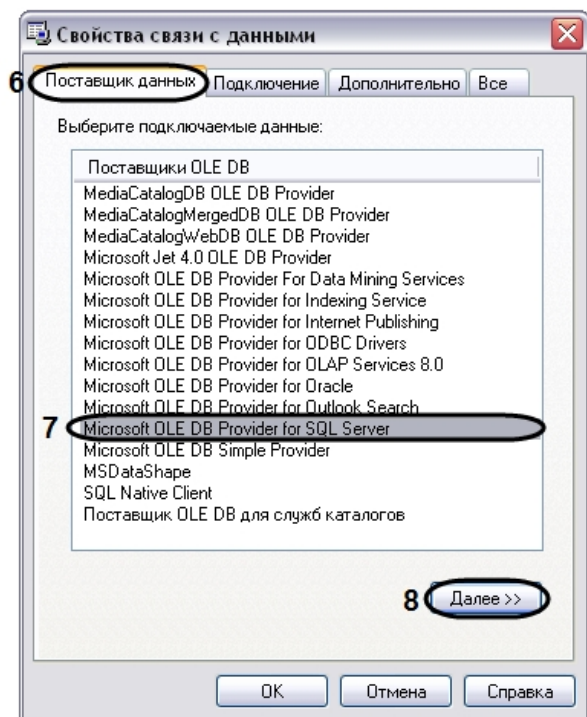 Свойства связи с данными
6 Поставщик данных Подключение Дополнительно Все
Выберите подключаемые данные:
Поставщики OLE DB
MediaCatalogDB OLE DB Provider
MediaCatalogMergedDB OLE DB Provider
MediaCatalogWebDB OLE DB Provider
Microsoft Jet 4.0 OLE DB Provider
Microsoft OLE DB Provider For Data Mining Services
Microsoft OLE DB Provider for Indexing Service
Microsoft OLE DB Provider for Internet Publishing
Microsoft OLE DB Provider for ODBC Drivers
Microsoft OLE DB Provider for OLAP Services 8.0
Microsoft OLE DB Provider for Oracle
Microsoft OLE DB Provider for Outlook Search
7 Microsoft OLE DB Provider for SQL Server
Microsoft OLE DB Simple Provider
MSDataShape
SQL Native Client
Поставщик OLE DB для служб каталогов
8 Далее >>
OK Отмена Справка